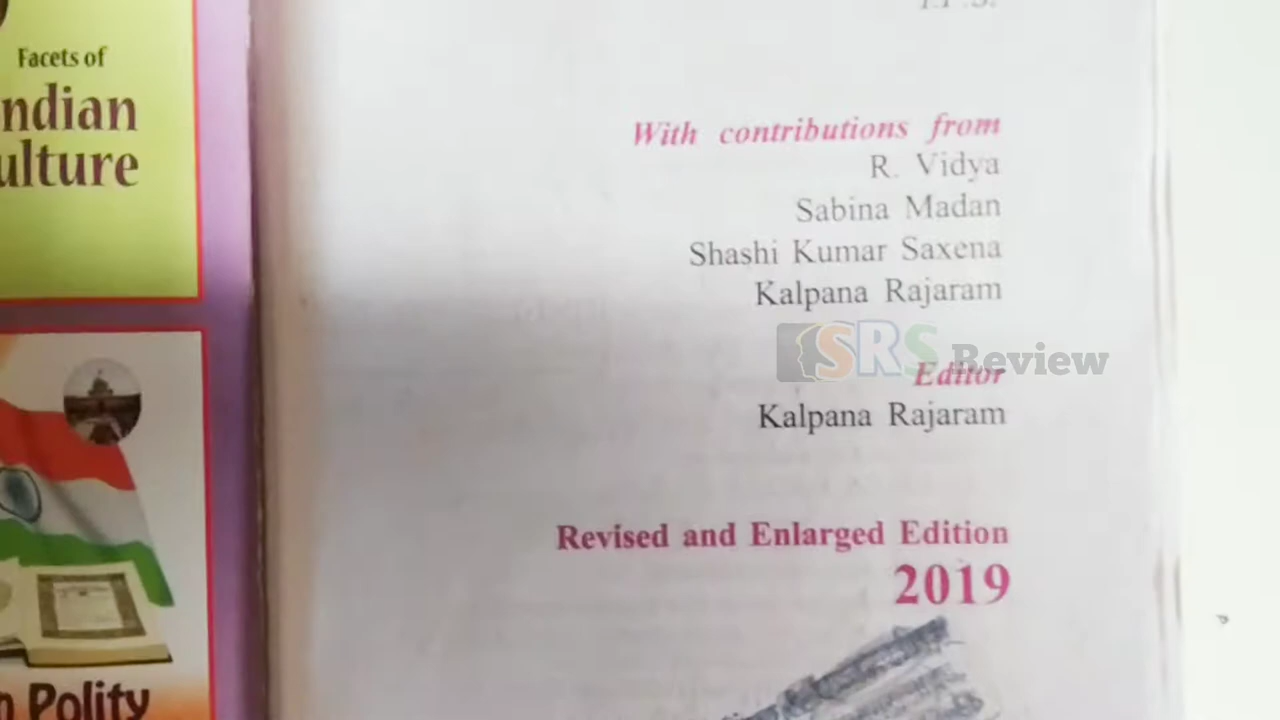 Facets of
ndian
ulture
n Polity
With contributions from
R. Vidya
Sabina Madan
Shashi Kumar Saxena
Kalpana Rajaram
SRS Review
Editor
Kalpana Rajaram
Revised and Enlarged Edition
2019